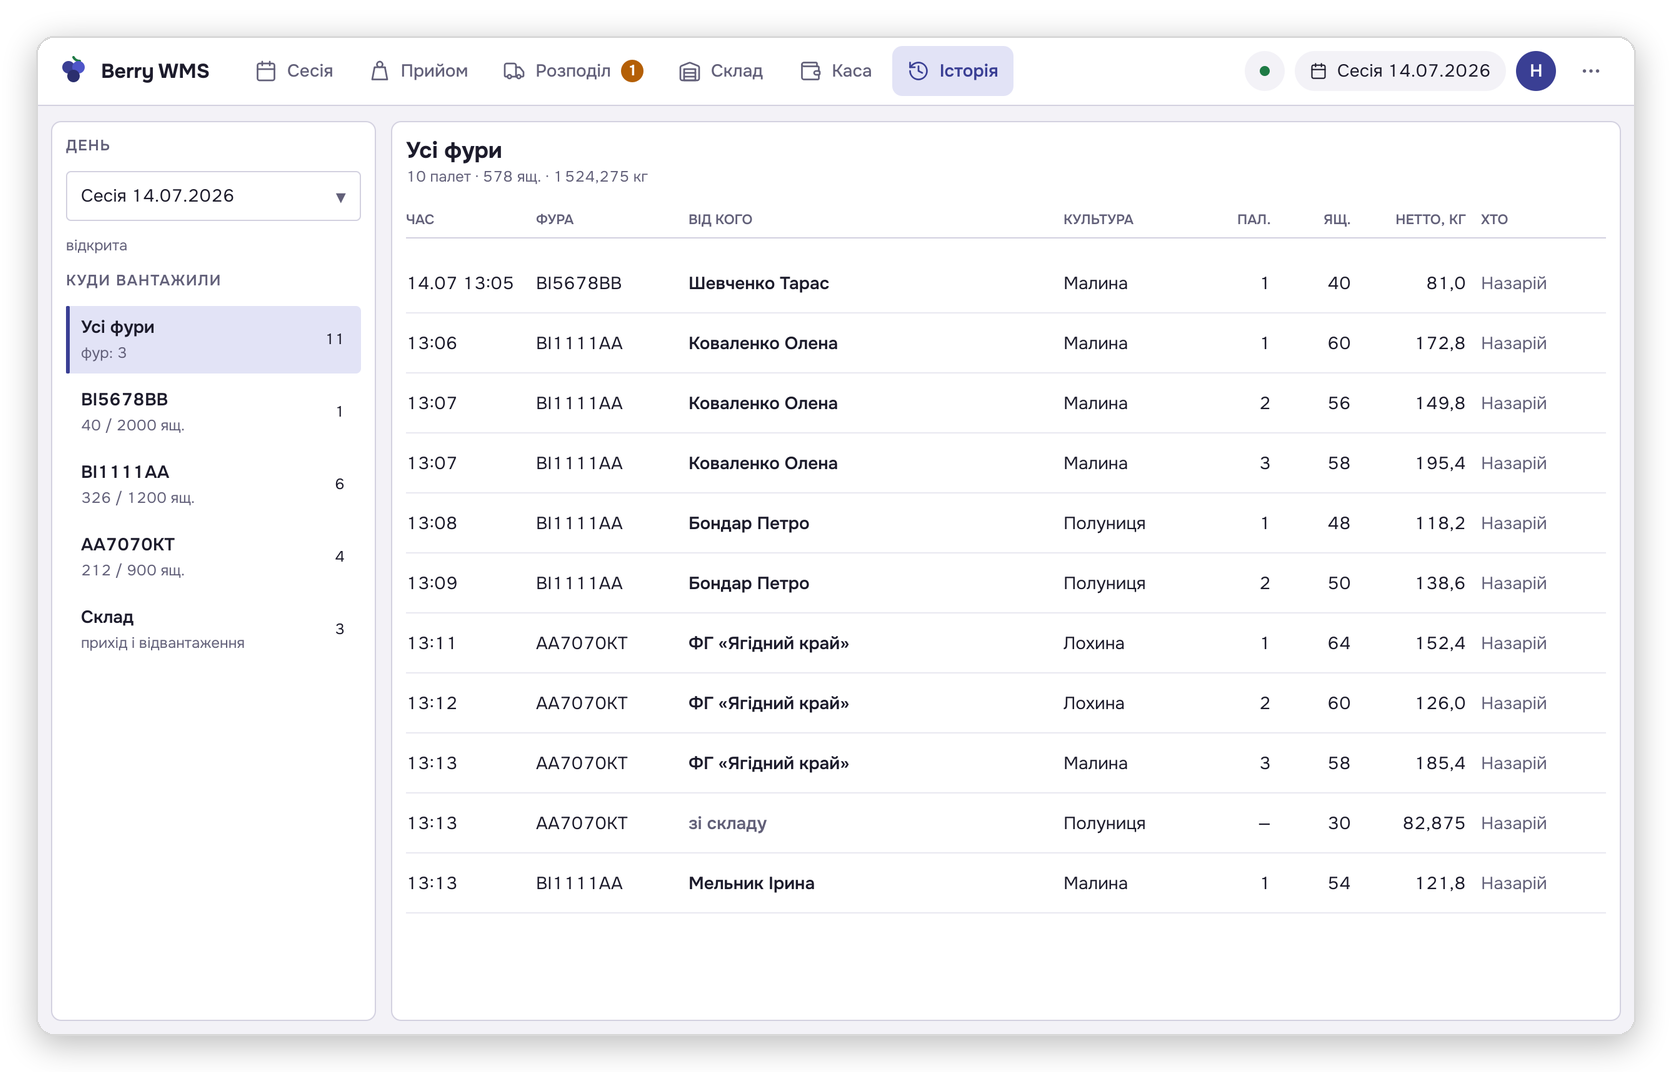 Berry WMS Сесія Прийом Розподіл 1 Склад Каса Історія Сесія 14.07.2026 Н ···
ДЕНЬ
Сесія 14.07.2026 ▼
відкрита
КУДИ ВАНТАЖИЛИ
Усі фури 11
фур: 3
ВІ5678ВВ 1
40 / 2000 ящ.
ВІ1111АА 6
326 / 1200 ящ.
АА7070КТ 4
212 / 900 ящ.
Склад 3
прихід і відвантаження
Усі фури
10 палет · 578 ящ. · 1 524,275 кг
ЧАС ФУРА ВІД КОГО КУЛЬТУРА ПАЛ. ЯЩ. НЕТТО, КГ ХТО
14.07 13:05 ВІ5678ВВ Шевченко Тарас Малина 1 40 81,0 Назарій
13:06 ВІ1111АА Коваленко Олена Малина 1 60 172,8 Назарій
13:07 ВІ1111АА Коваленко Олена Малина 2 56 149,8 Назарій
13:07 ВІ1111АА Коваленко Олена Малина 3 58 195,4 Назарій
13:08 ВІ1111АА Бондар Петро Полуниця 1 48 118,2 Назарій
13:09 ВІ1111АА Бондар Петро Полуниця 2 50 138,6 Назарій
13:11 АА7070КТ ФГ «Ягідний край» Лохина 1 64 152,4 Назарій
13:12 АА7070КТ ФГ «Ягідний край» Лохина 2 60 126,0 Назарій
13:13 АА7070КТ ФГ «Ягідний край» Малина 3 58 185,4 Назарій
13:13 АА7070КТ зі складу Полуниця – 30 82,875 Назарій
13:13 ВІ1111АА Мельник Ірина Малина 1 54 121,8 Назарій